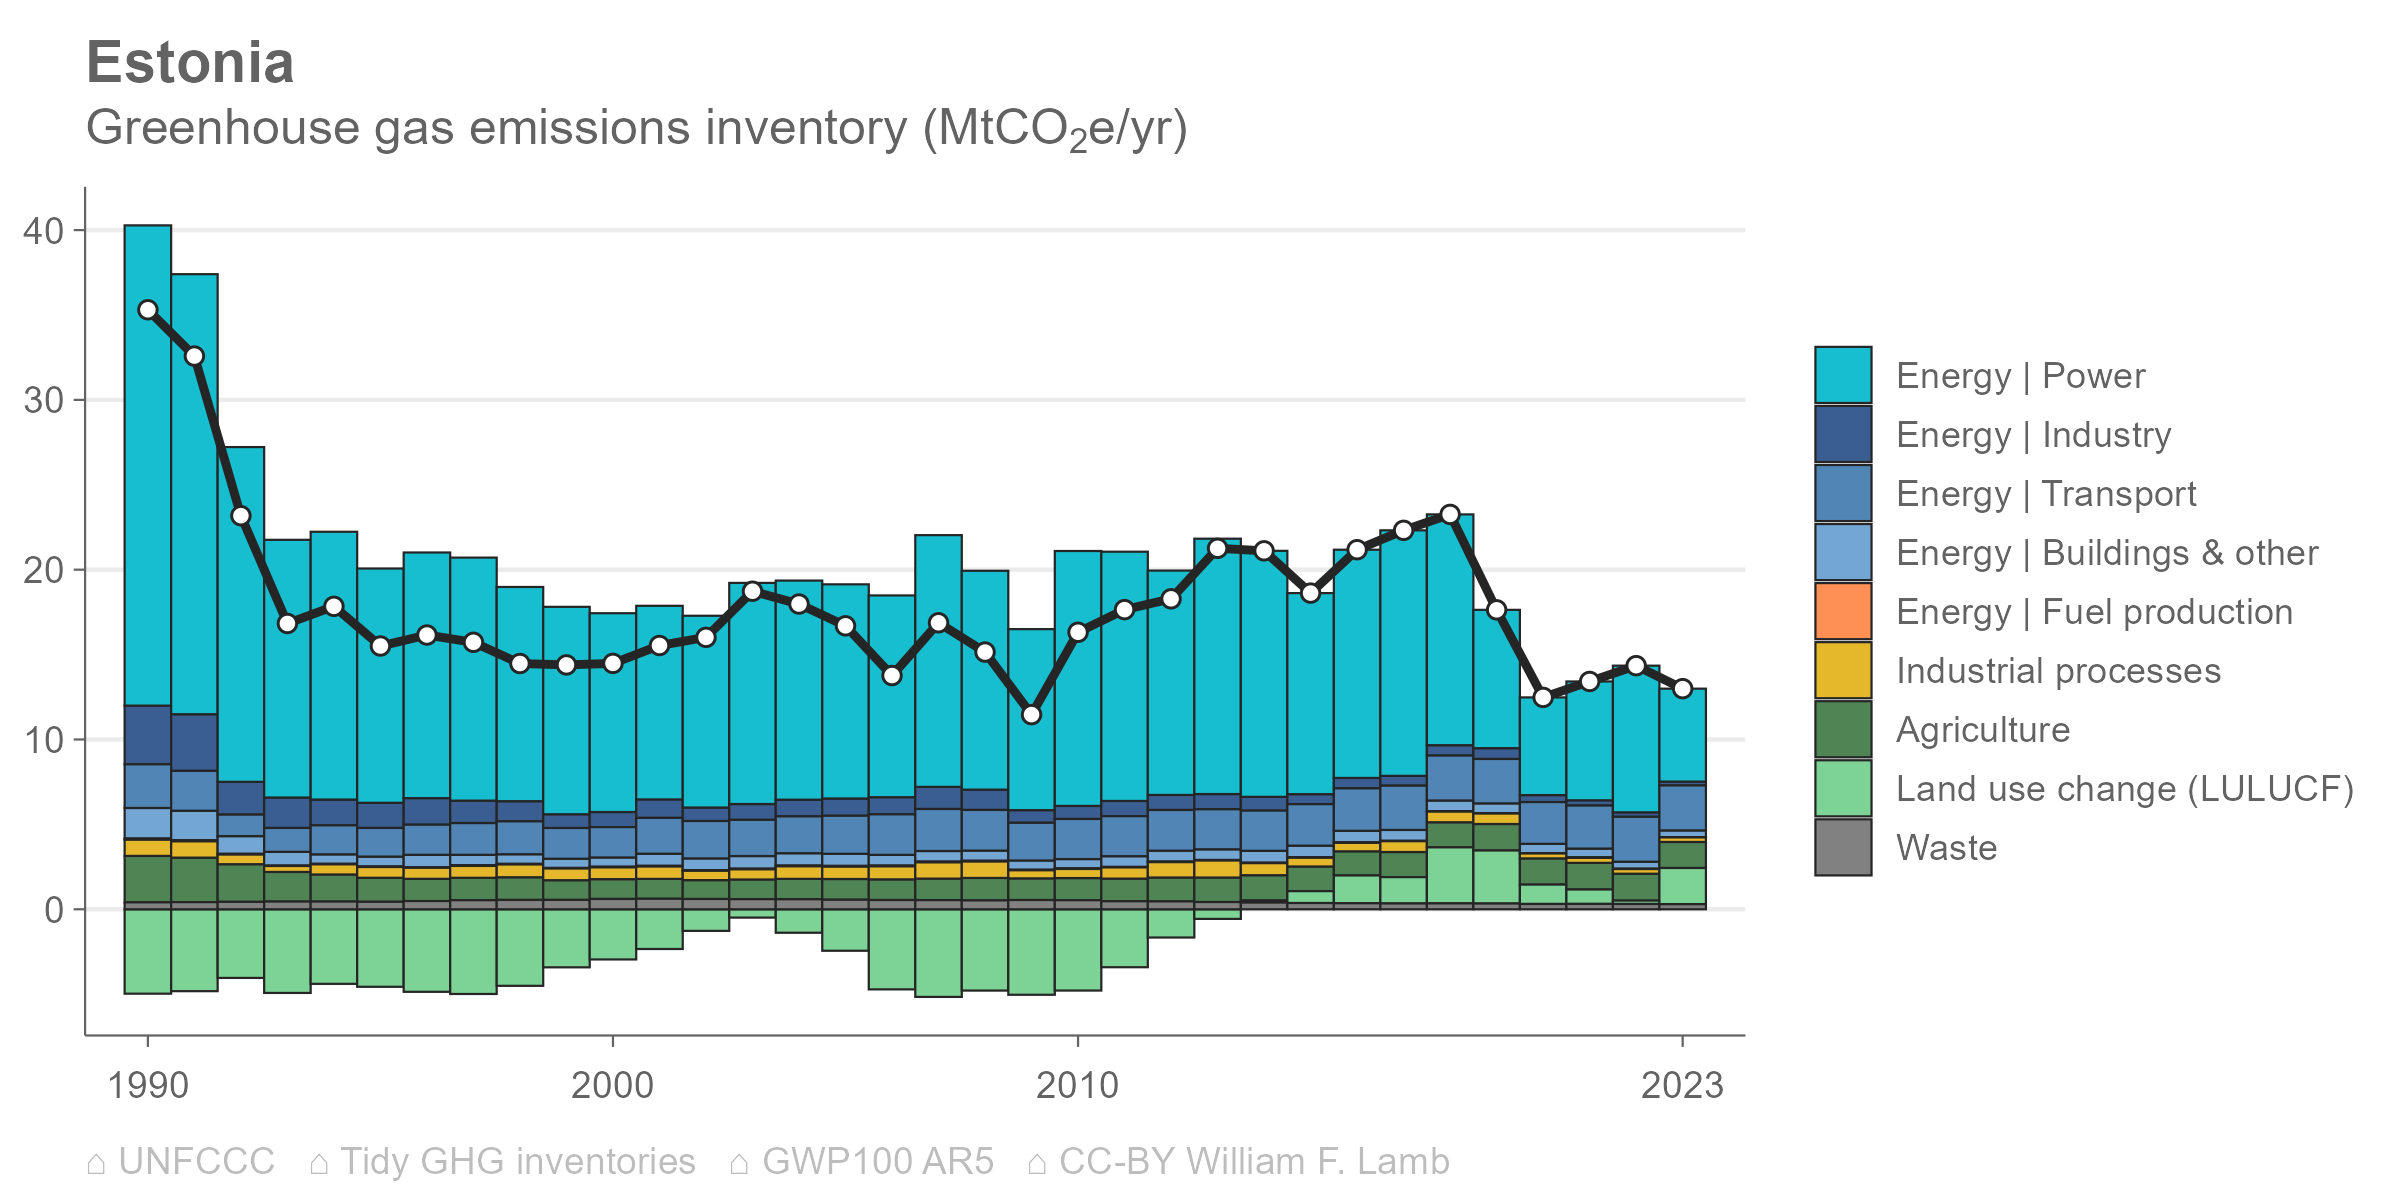 Estonia
Greenhouse gas emissions inventory (MtCO₂e/yr)
40
30
20
10
0
1990 2000 2010 2023
Energy | Power
Energy | Industry
Energy | Transport
Energy | Buildings & other
Energy | Fuel production
Industrial processes
Agriculture
Land use change (LULUCF)
Waste
⌂ UNFCCC ⌂ Tidy GHG inventories ⌂ GWP100 AR5 ⌂ CC-BY William F. Lamb